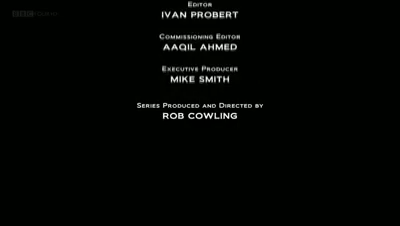 Editor
IVAN PROBERT
Commissioning Editor
AAQIL AHMED
Executive Producer
MIKE SMITH
Series Produced and Directed by
ROB COWLING